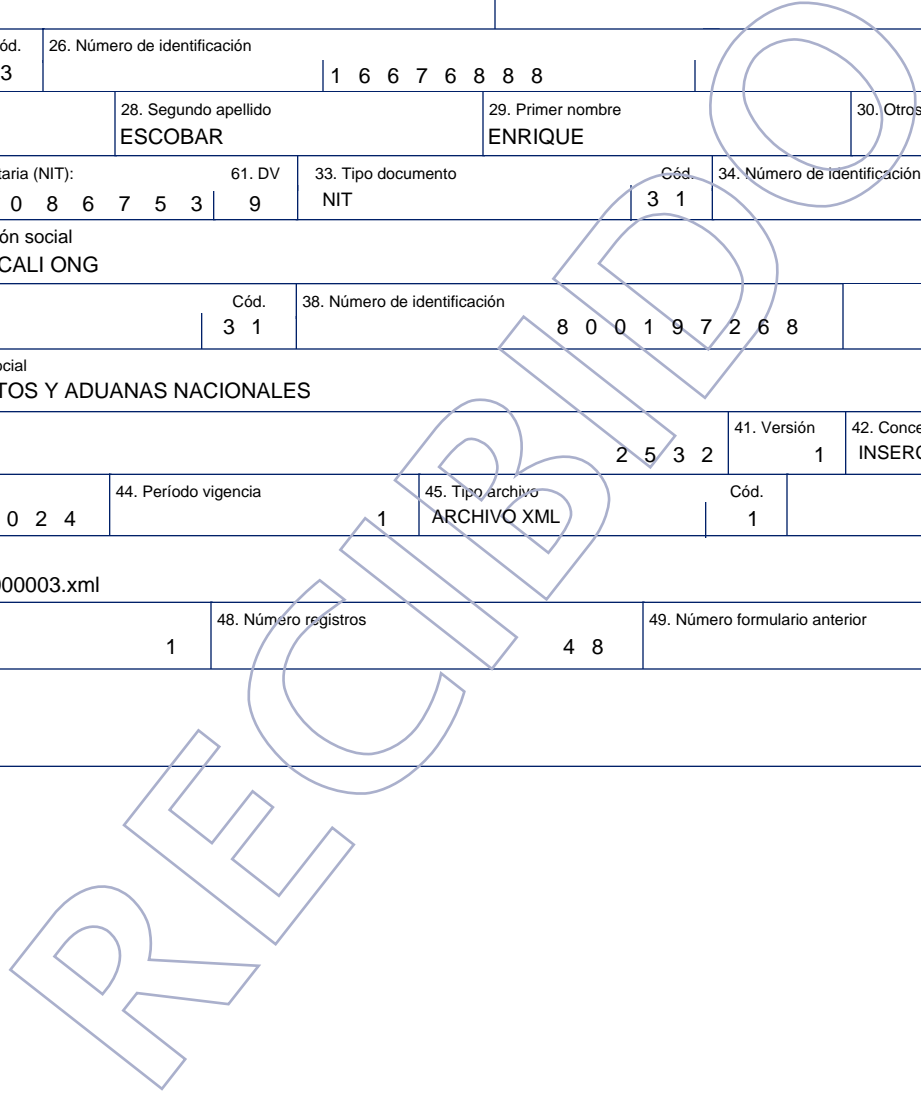 ód. 26. Número de identificación
3 1 6 6 7 6 8 8 8
28. Segundo apellido 29. Primer nombre 30. Otros
ESCOBAR ENRIQUE
taria (NIT): 61. DV 33. Tipo documento Cód. 34. Número de identificación
0 8 6 7 5 3 9 NIT 3 1
ón social
CALI ONG
Cód. 38. Número de identificación
3 1 8 0 0 1 9 7 2 6 8
ocial
TOS Y ADUANAS NACIONALES
41. Versión 42. Conce
2 5 3 2 1 INSERC
44. Período vigencia 45. Tipo archivo Cód.
0 2 4 1 ARCHIVO XML 1
000003.xml
48. Número registros 49. Número formulario anterior
1 4 8
RECIBIDO